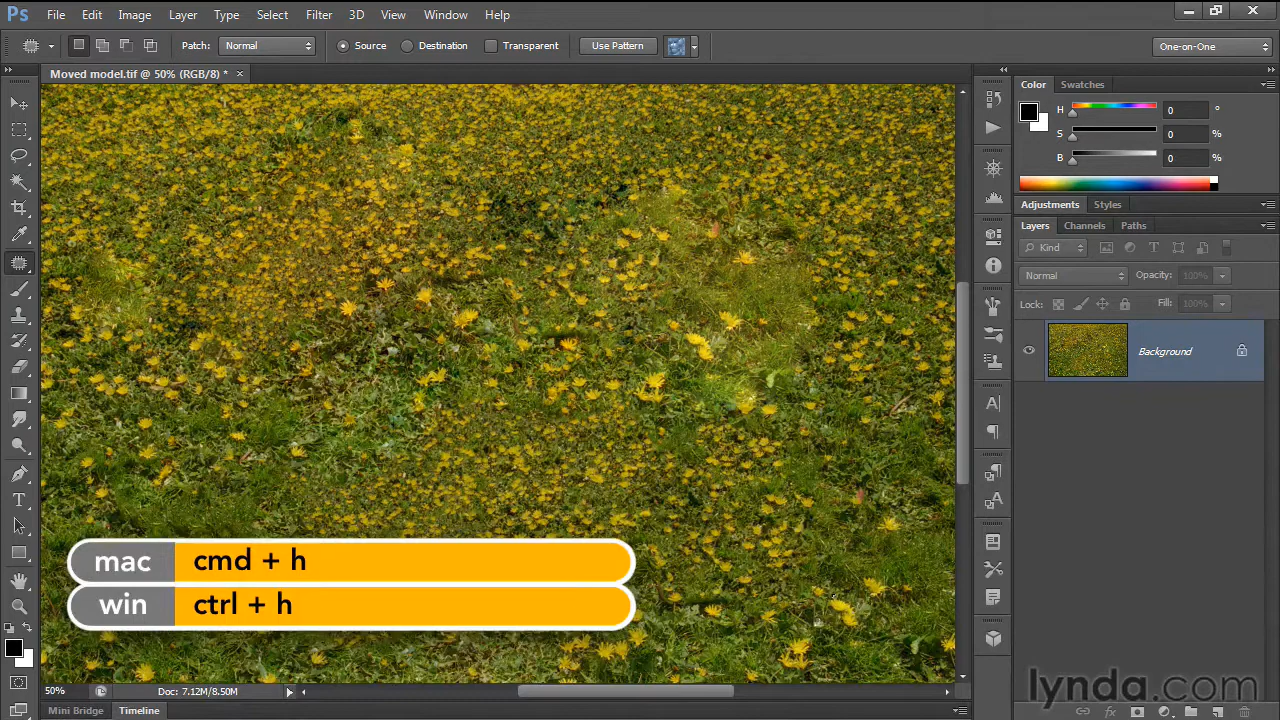 Ps File Edit Image Layer Type Select Filter 3D View Window Help
Patch: Normal Source Destination Transparent Use Pattern One-on-One
Moved model.tif @ 50% (RGB/8) * ×
Color Swatches
H 0 °
S 0 %
B 0 %
Adjustments Styles
Layers Channels Paths
Kind
Normal Opacity: 100%
Lock: Fill: 100%
Background
mac cmd + h
win ctrl + h
50% Doc: 7.12M/8.50M
Mini Bridge Timeline
lynda.com